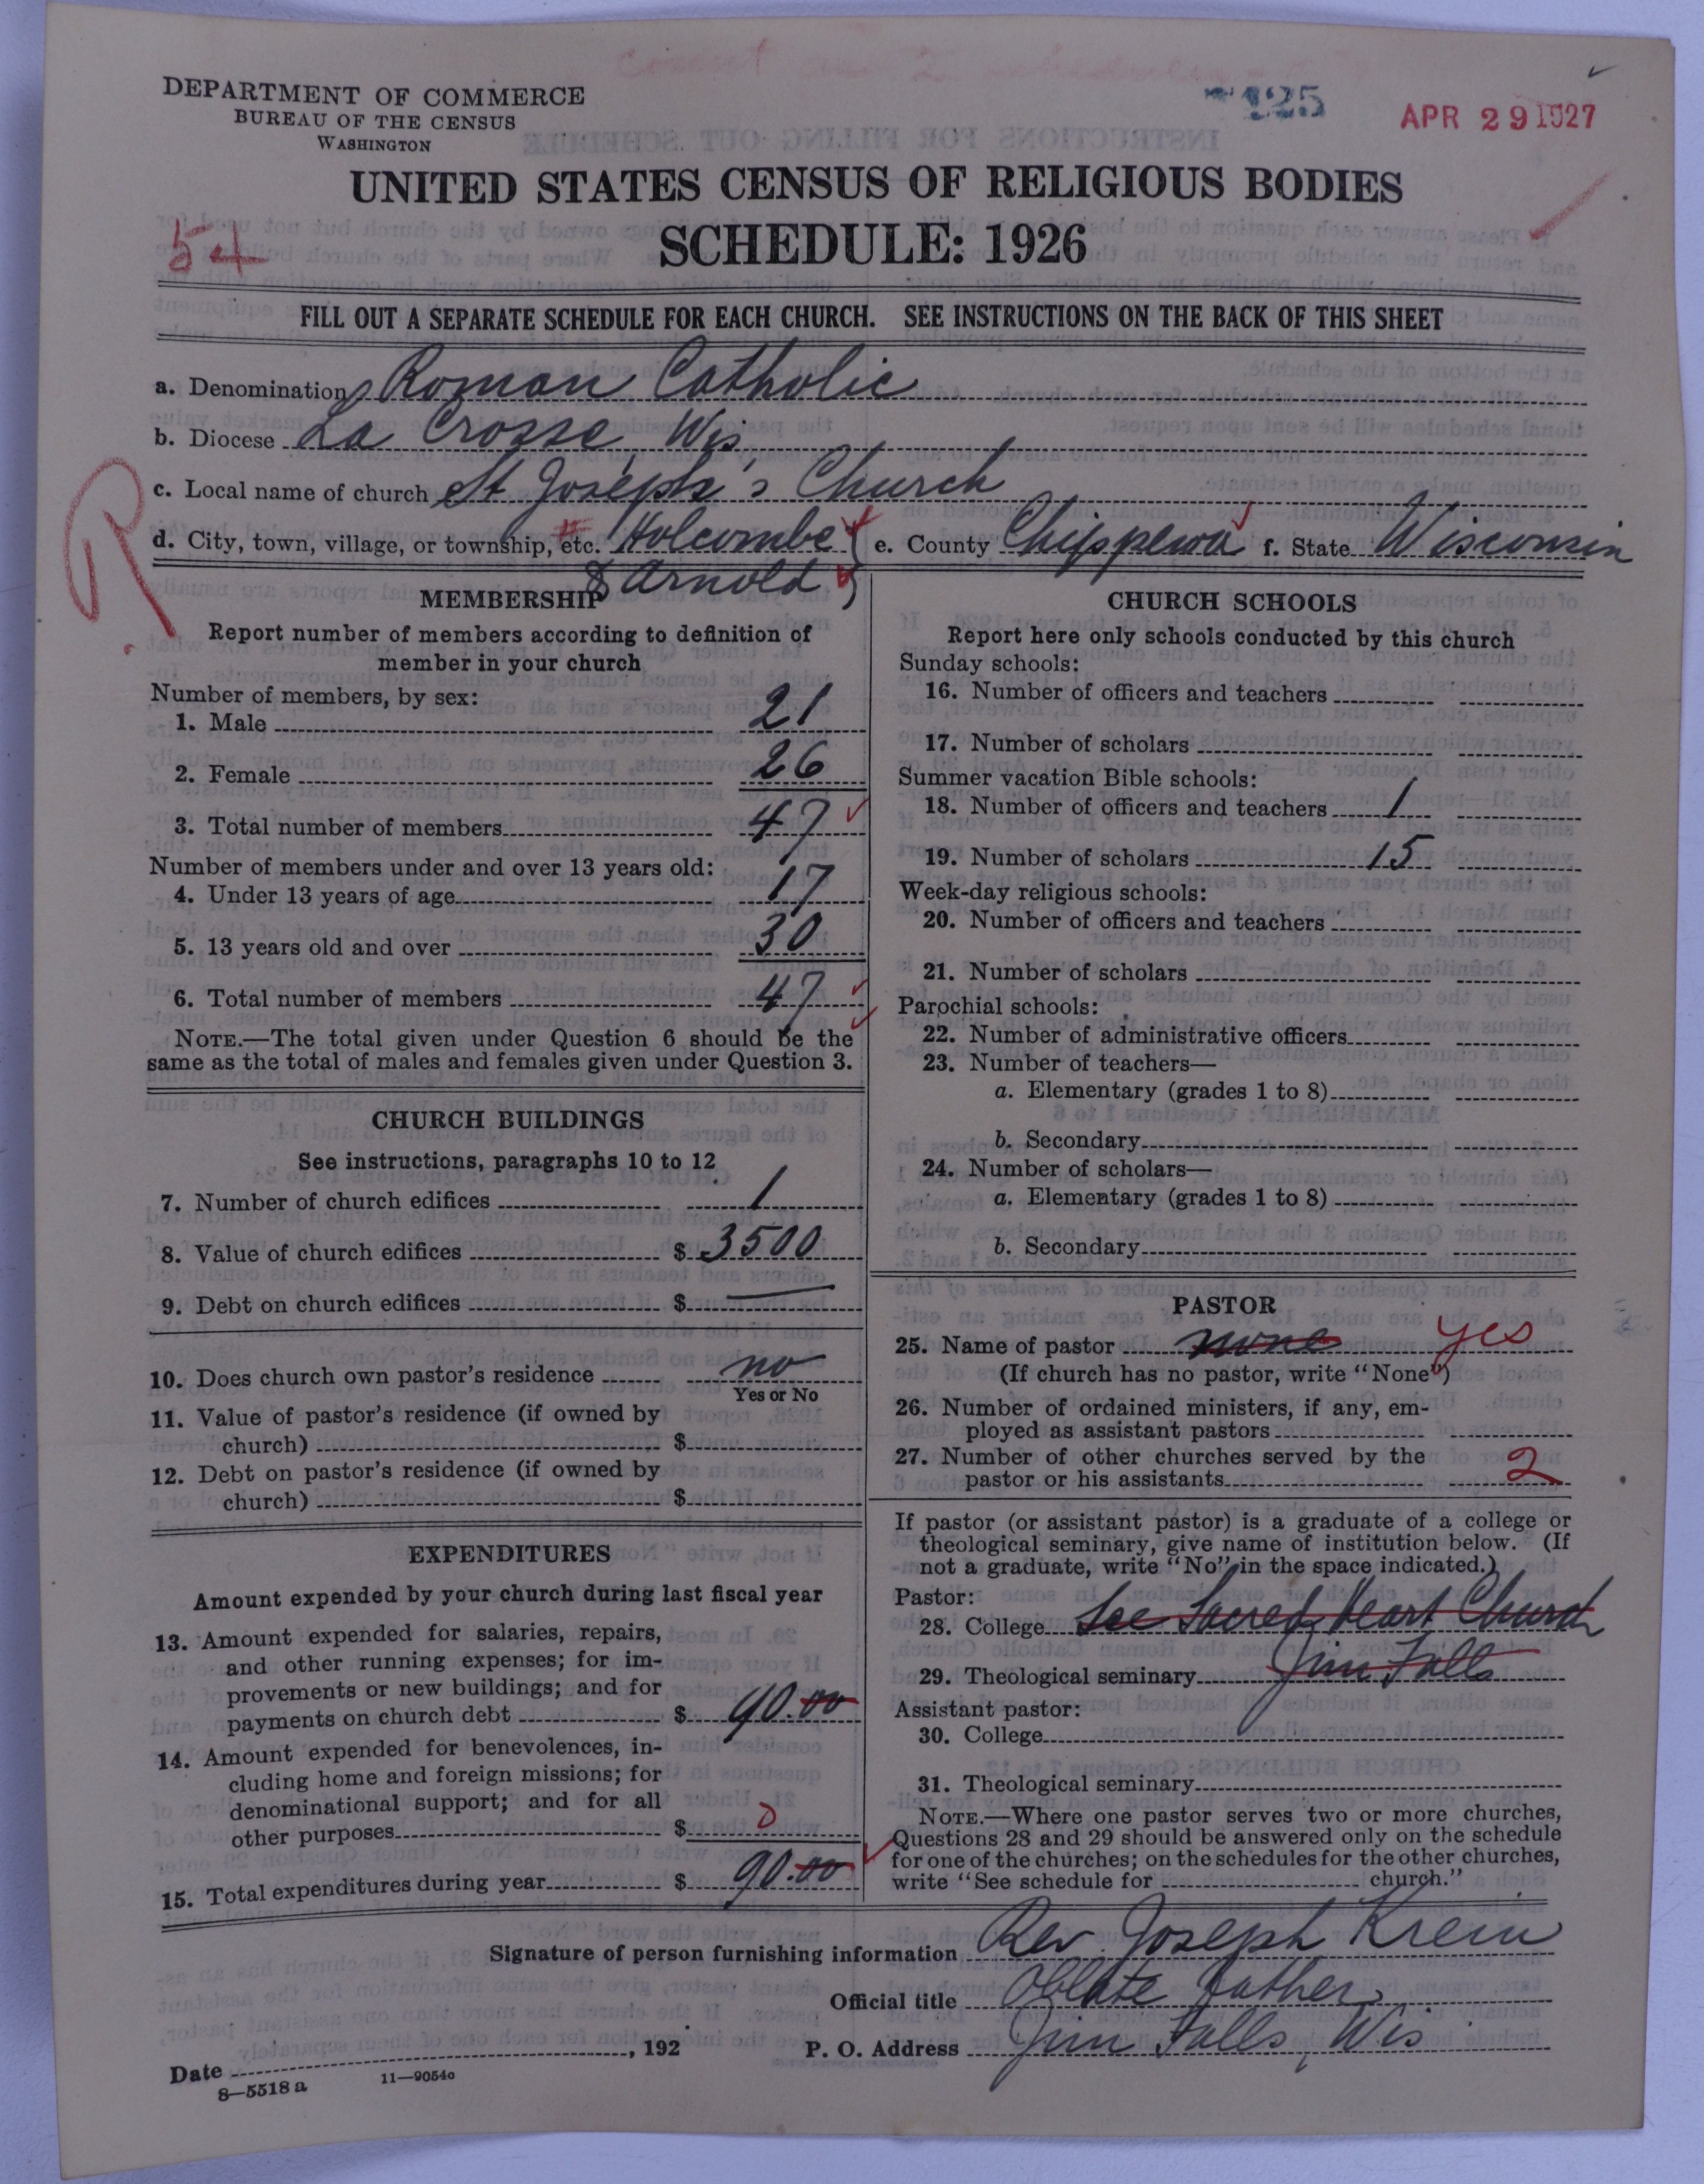 DEPARTMENT OF COMMERCE
BUREAU OF THE CENSUS
WASHINGTON
125
APR 29 1927
UNITED STATES CENSUS OF RELIGIOUS BODIES
SCHEDULE: 1926
54
FILL OUT A SEPARATE SCHEDULE FOR EACH CHURCH. SEE INSTRUCTIONS ON THE BACK OF THIS SHEET
a. Denomination Roman Catholic
b. Diocese La Crosse, Wis,
c. Local name of church St Joseph's Church
d. City, town, village, or township, etc. Holcombe e. County Chippewa f. State Wisconsin
& Arnold
R
MEMBERSHIP
Report number of members according to definition of
member in your church
Number of members, by sex:
1. Male 21
2. Female 26
3. Total number of members 47
Number of members under and over 13 years old:
4. Under 13 years of age 17
5. 13 years old and over 30
6. Total number of members 47
NOTE.—The total given under Question 6 should be the
same as the total of males and females given under Question 3.
CHURCH BUILDINGS
See instructions, paragraphs 10 to 12
7. Number of church edifices 1
8. Value of church edifices $ 3500
9. Debt on church edifices $ —
10. Does church own pastor's residence no
Yes or No
11. Value of pastor's residence (if owned by
church) $
12. Debt on pastor's residence (if owned by
church) $
EXPENDITURES
Amount expended by your church during last fiscal year
13. Amount expended for salaries, repairs,
and other running expenses; for im-
provements or new buildings; and for
payments on church debt $ 90.00
14. Amount expended for benevolences, in-
cluding home and foreign missions; for
denominational support; and for all
other purposes $ 0
15. Total expenditures during year $ 90.00
CHURCH SCHOOLS
Report here only schools conducted by this church
Sunday schools:
16. Number of officers and teachers
17. Number of scholars
Summer vacation Bible schools:
18. Number of officers and teachers 1
19. Number of scholars 15
Week-day religious schools:
20. Number of officers and teachers
21. Number of scholars
Parochial schools:
22. Number of administrative officers
23. Number of teachers—
a. Elementary (grades 1 to 8)
b. Secondary
24. Number of scholars—
a. Elementary (grades 1 to 8)
b. Secondary
PASTOR
25. Name of pastor none yes
(If church has no pastor, write "None")
26. Number of ordained ministers, if any, em-
ployed as assistant pastors
27. Number of other churches served by the
pastor or his assistants 2
If pastor (or assistant pastor) is a graduate of a college or
theological seminary, give name of institution below. (If
not a graduate, write "No" in the space indicated.)
Pastor:
28. College See Sacred Heart Church
29. Theological seminary Jim Falls
Assistant pastor:
30. College
31. Theological seminary
NOTE.—Where one pastor serves two or more churches,
Questions 28 and 29 should be answered only on the schedule
for one of the churches; on the schedules for the other churches,
write "See schedule for church."
Signature of person furnishing information Rev. Joseph Krein
Official title Oblate Father
Date , 192 P. O. Address Jim Falls, Wis
8—5518 a 11—9054a